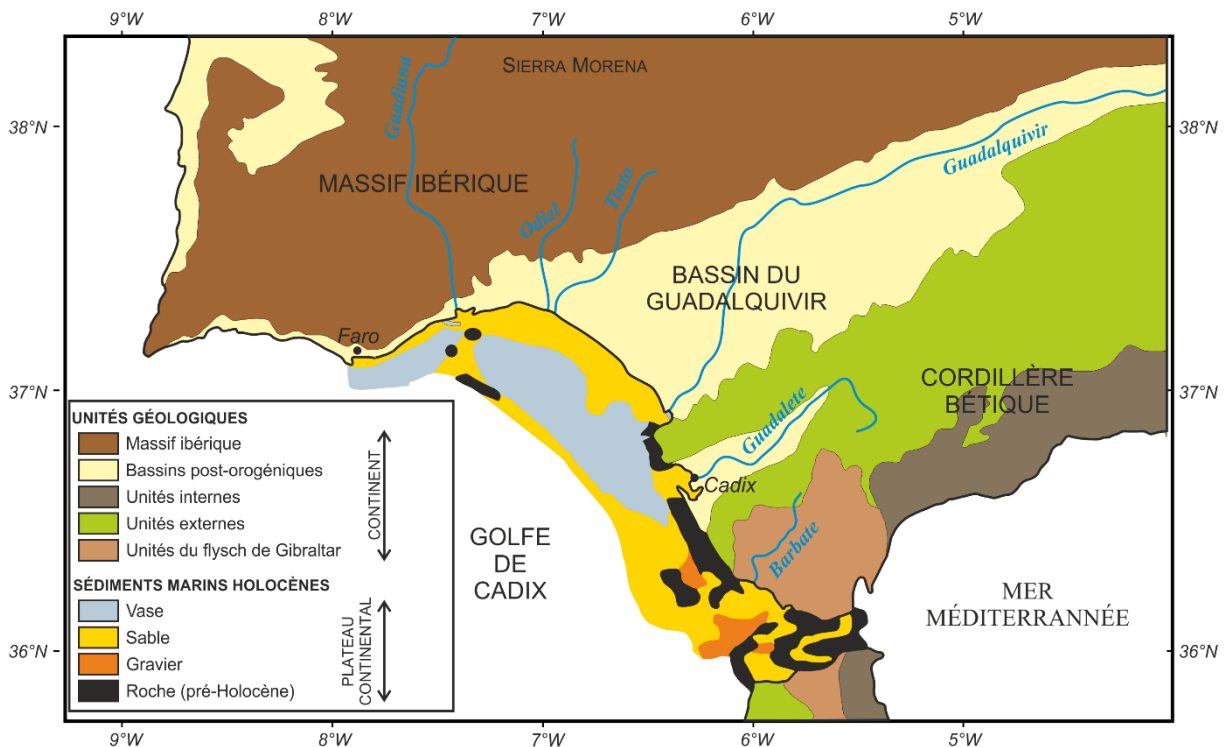 9°W 8°W 7°W 6°W 5°W
SIERRA MORENA
Guadiana
38°N
38°N
Guadalquivir
MASSIF IBÉRIQUE
Odiel
Tinto
BASSIN DU
GUADALQUIVIR
Faro
37°N
37°N
CORDILLÈRE
BÉTIQUE
Guadalete
Cadix
Barbate
GOLFE
DE
CADIX
MER
MÉDITERRANNÉE
36°N
36°N
UNITÉS GÉOLOGIQUES
Massif ibérique
Bassins post-orogéniques
Unités internes
Unités externes
Unités du flysch de Gibraltar
CONTINENT
SÉDIMENTS MARINS HOLOCÈNES
Vase
Sable
Gravier
Roche (pré-Holocène)
PLATEAU
CONTINENTAL
9°W 8°W 7°W 6°W 5°W